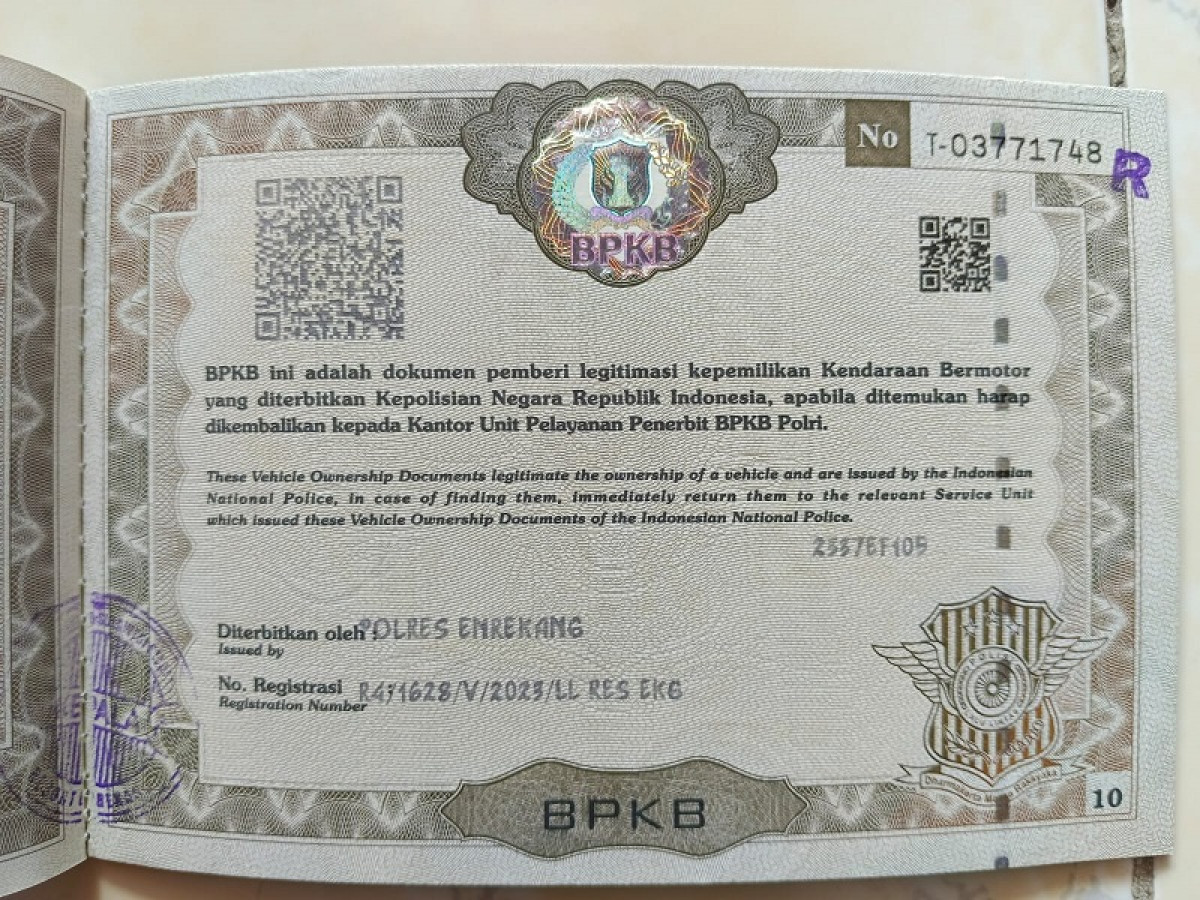 No T-03771748 R
BPKB
BPKB ini adalah dokumen pemberi legitimasi kepemilikan Kendaraan Bermotor
yang diterbitkan Kepolisian Negara Republik Indonesia, apabila ditemukan harap
dikembalikan kepada Kantor Unit Pelayanan Penerbit BPKB Polri.
These Vehicle Ownership Documents legitimate the ownership of a vehicle and are issued by the Indonesian
National Police, in case of finding them, immediately return them to the relevant Service Unit
which issued these Vehicle Ownership Documents of the Indonesian National Police.
Diterbitkan oleh : POLRES ENREKANG
Issued by
No. Registrasi R4/1628/V/2023/LL RES EKG
Registration Number
BPKB
10